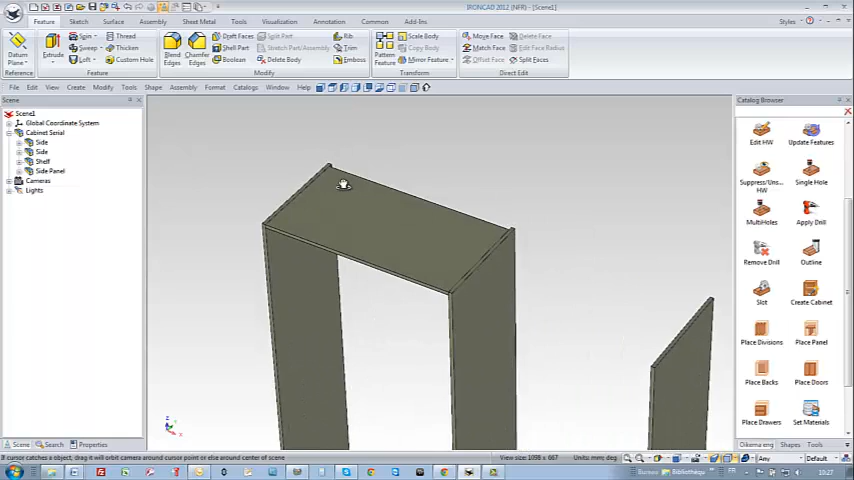 IRONCAD 2012 (NFR) - [Scene1]
Feature Sketch Surface Assembly Sheet Metal Tools Visualization Annotation Common Add-Ins Styles
Datum Plane Extrude Spin Sweep Loft Thread Thicken Custom Hole Blend Edges Chamfer Edges Draft Faces Shell Part Boolean Split Part Stretch Part/Assembly Delete Body Rib Trim Emboss Pattern Feature Scale Body Copy Body Mirror Feature Move Face Match Face Offset Face Delete Face Edit Face Radius Split Faces
Reference Feature Modify Transform Direct Edit
File Edit View Create Modify Tools Shape Assembly Format Catalogs Window Help
Scene
Scene1
Global Coordinate System
Cabinet Serial
Side
Side
Shelf
Side Panel
Cameras
Lights
Catalog Browser
Edit HW Update Features
Suppress/Uns... HW Single Hole
MultiHoles Apply Drill
Remove Drill Outline
Slot Create Cabinet
Place Divisions Place Panel
Place Backs Place Doors
Place Drawers Set Materials
Scene Search Properties
Shapes Tools
If cursor catches a object, drag it will orbit camera around cursor point or else around center of scene
View size: 1098 x 667 Units: mm; deg Any Default
Bureau Bibliothèqu FR 10:27